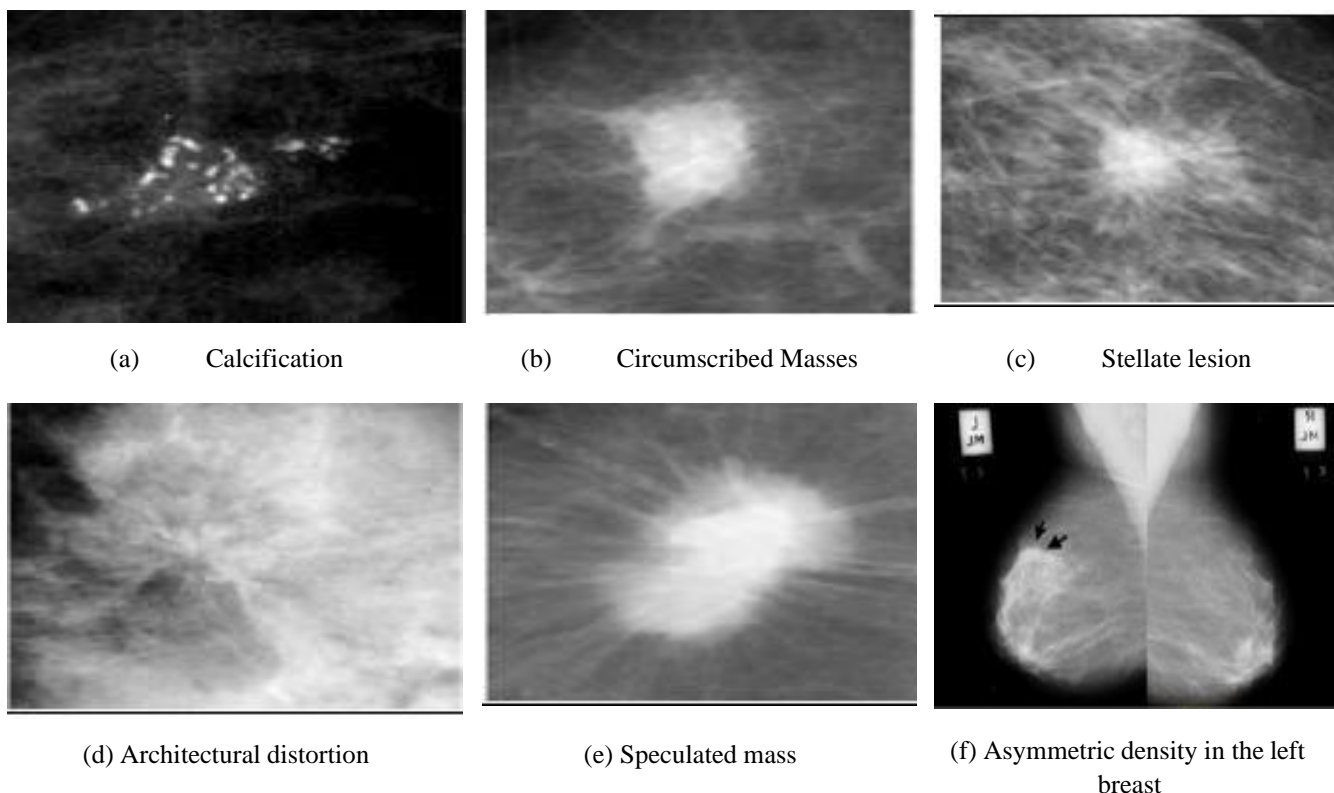 (a) Calcification
(b) Circumscribed Masses
(c) Stellate lesion
(d) Architectural distortion
(e) Speculated mass
(f) Asymmetric density in the left
breast